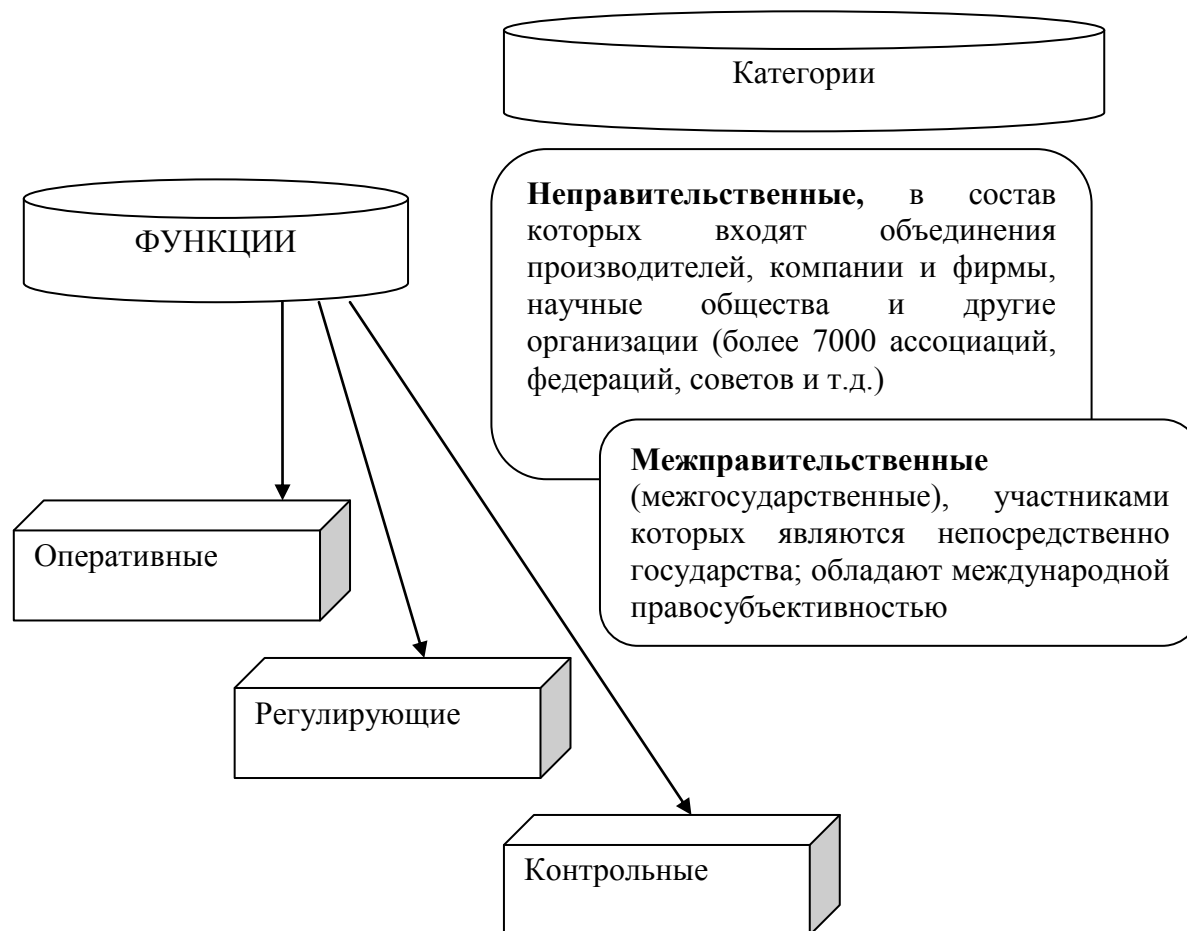 Категории
Неправительственные, в состав
которых входят объединения
производителей, компании и фирмы,
научные общества и другие
организации (более 7000 ассоциаций,
федераций, советов и т.д.)
ФУНКЦИИ
Межправительственные
(межгосударственные), участниками
которых являются непосредственно
государства; обладают международной
правосубъективностью
Оперативные
Регулирующие
Контрольные